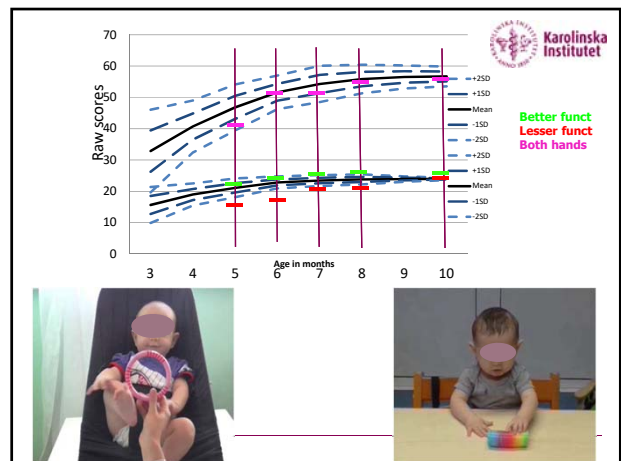 Karolinska
Institutet
ANNO 1810
70
60
50
40
30
20
10
0
Raw scores
3
4
5
6
7
8
9
10
Age in months
+2SD
+1SD
Mean
-1SD
-2SD
+2SD
+1SD
Mean
-1SD
-2SD
Better funct
Lesser funct
Both hands